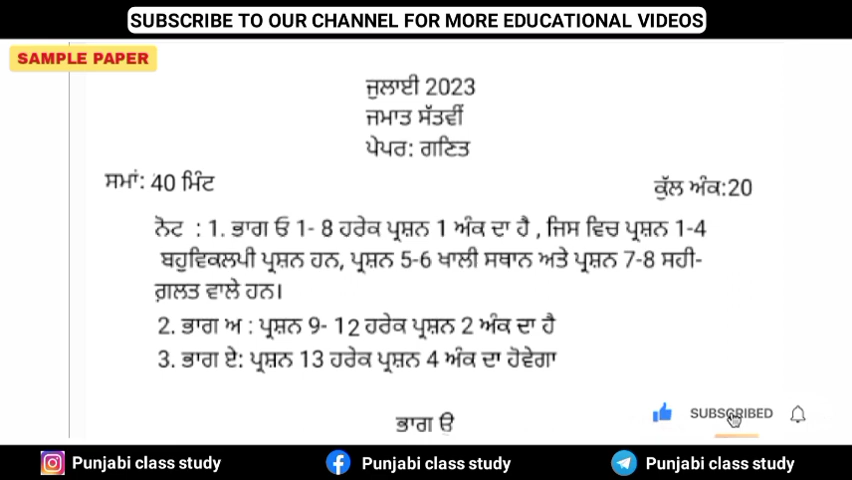 SUBSCRIBE TO OUR CHANNEL FOR MORE EDUCATIONAL VIDEOS
SAMPLE PAPER
ਜੁਲਾਈ 2023
ਜਮਾਤ ਸੱਤਵੀਂ
ਪੇਪਰ: ਗਣਿਤ
ਸਮਾਂ: 40 ਮਿੰਟ ਕੁੱਲ ਅੰਕ:20
ਨੋਟ : 1. ਭਾਗ ਓ 1- 8 ਹਰੇਕ ਪ੍ਰਸ਼ਨ 1 ਅੰਕ ਦਾ ਹੈ , ਜਿਸ ਵਿਚ ਪ੍ਰਸ਼ਨ 1-4
ਬਹੁਵਿਕਲਪੀ ਪ੍ਰਸ਼ਨ ਹਨ, ਪ੍ਰਸ਼ਨ 5-6 ਖਾਲੀ ਸਥਾਨ ਅਤੇ ਪ੍ਰਸ਼ਨ 7-8 ਸਹੀ-
ਗ਼ਲਤ ਵਾਲੇ ਹਨ।
2. ਭਾਗ ਅ : ਪ੍ਰਸ਼ਨ 9- 12 ਹਰੇਕ ਪ੍ਰਸ਼ਨ 2 ਅੰਕ ਦਾ ਹੈ
3. ਭਾਗ ਏ: ਪ੍ਰਸ਼ਨ 13 ਹਰੇਕ ਪ੍ਰਸ਼ਨ 4 ਅੰਕ ਦਾ ਹੋਵੇਗਾ
SUBSCRIBED
ਭਾਗ ੳ
Punjabi class study Punjabi class study Punjabi class study